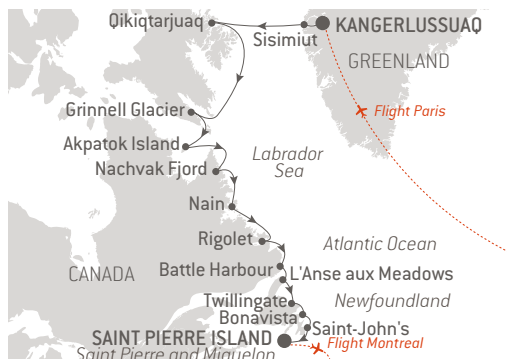 Qikiqtarjuaq
Sisimiut
KANGERLUSSUAQ
GREENLAND
Flight Paris
Grinnell Glacier
Akpatok Island
Nachvak Fjord
Labrador
Sea
Nain
Rigolet
Atlantic Ocean
CANADA
Battle Harbour
L'Anse aux Meadows
Twillingate
Newfoundland
Bonavista
Saint-John's
SAINT PIERRE ISLAND
Flight Montreal
Saint Pierre and Miquelon